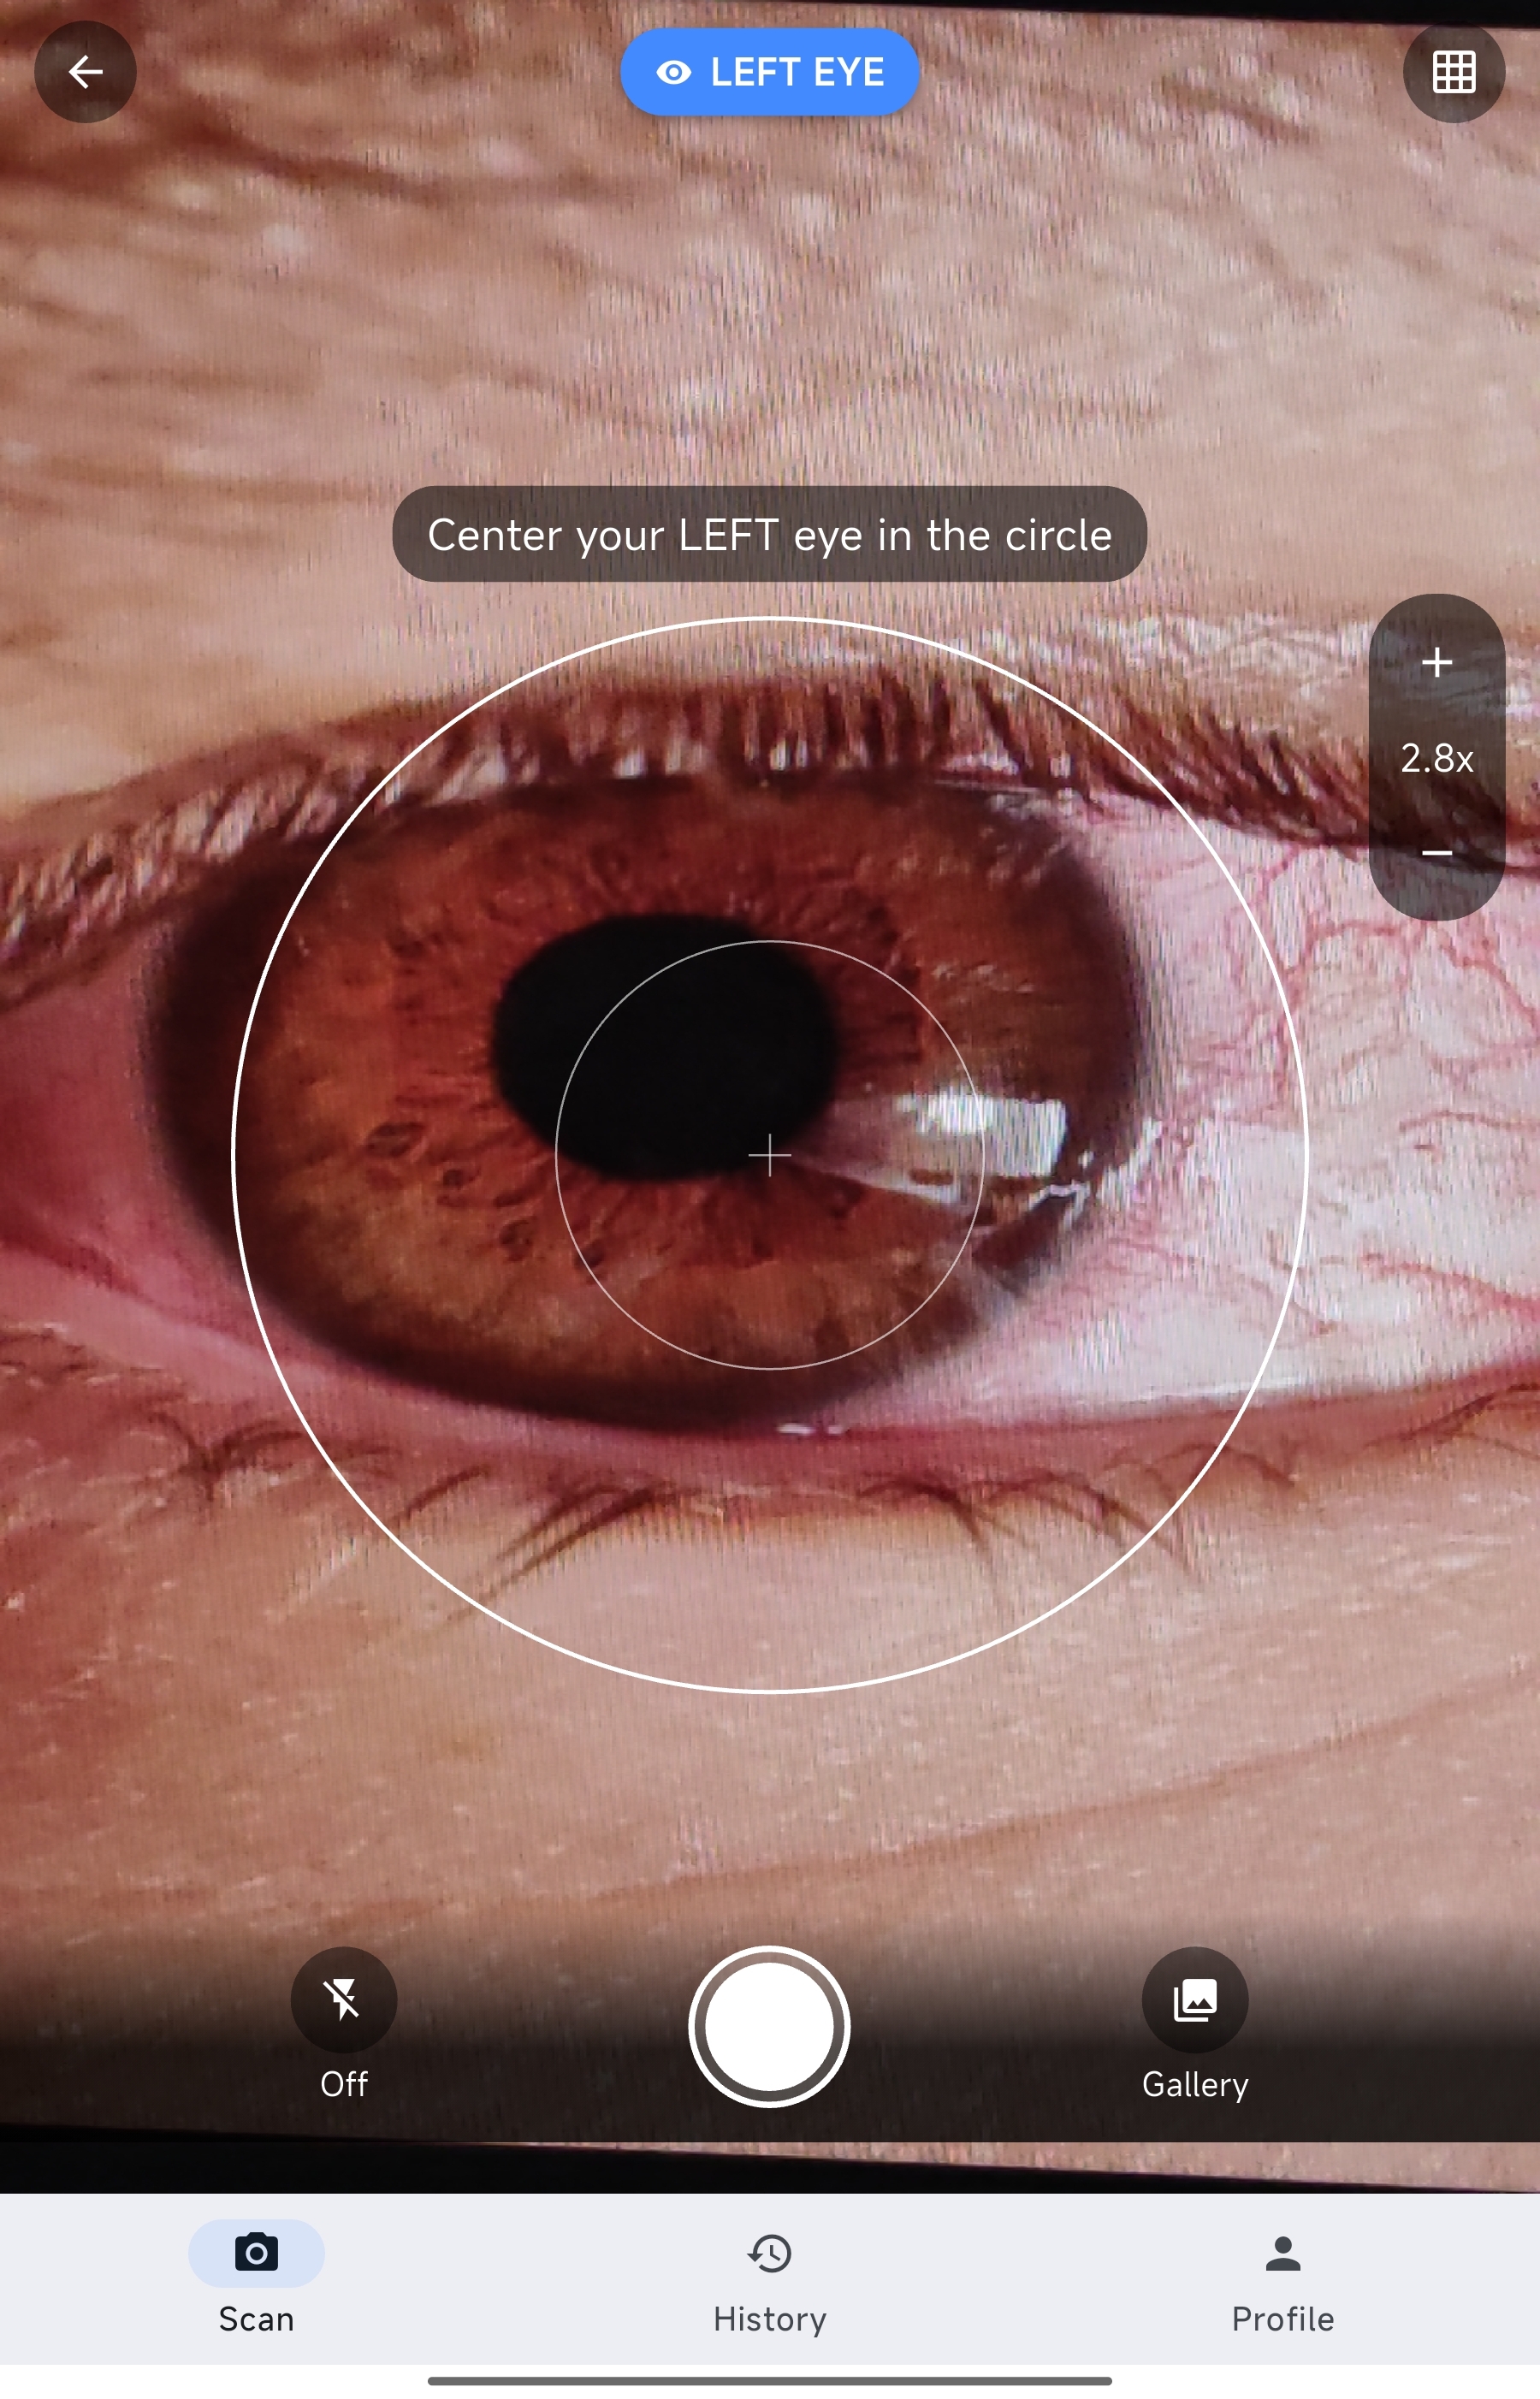 LEFT EYE
Center your LEFT eye in the circle
+
2.8x
−
Off
Gallery
Scan
History
Profile